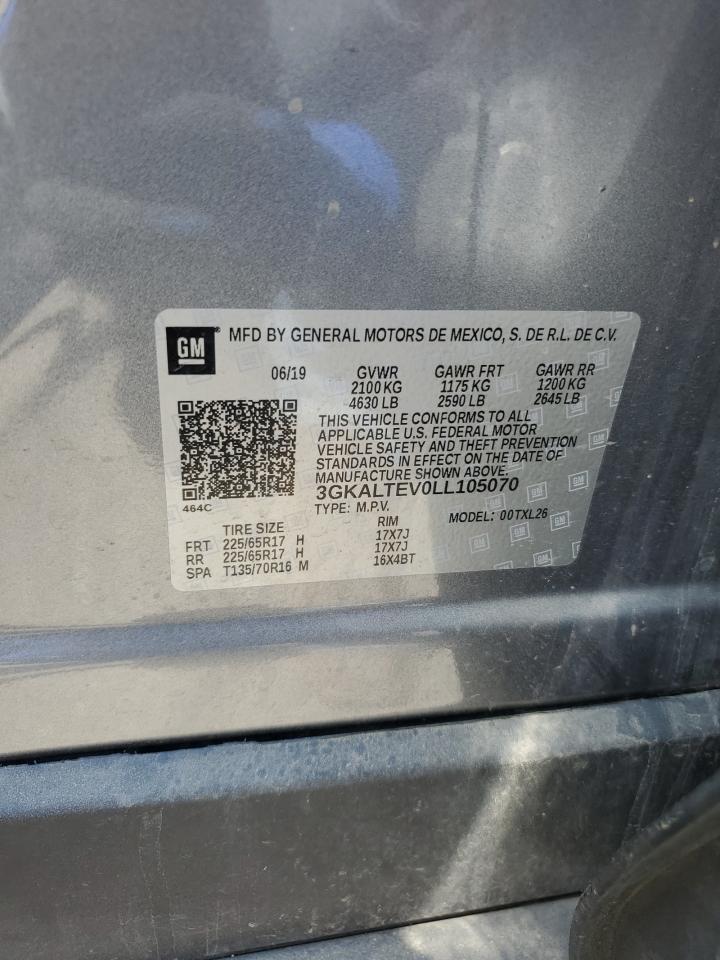 GM ® MFD BY GENERAL MOTORS DE MEXICO, S. DE R.L. DE C.V.
06/19 GVWR GAWR FRT GAWR RR
2100 KG 1175 KG 1200 KG
4630 LB 2590 LB 2645 LB
THIS VEHICLE CONFORMS TO ALL
APPLICABLE U.S. FEDERAL MOTOR
VEHICLE SAFETY AND THEFT PREVENTION
STANDARDS IN EFFECT ON THE DATE OF
MANUFACTURE SHOWN ABOVE.
3GKALTEV0LL105070
464C TYPE: M.P.V. MODEL: 00TXL26
TIRE SIZE RIM
FRT 225/65R17 H 17X7J
RR 225/65R17 H 17X7J
SPA T135/70R16 M 16X4BT